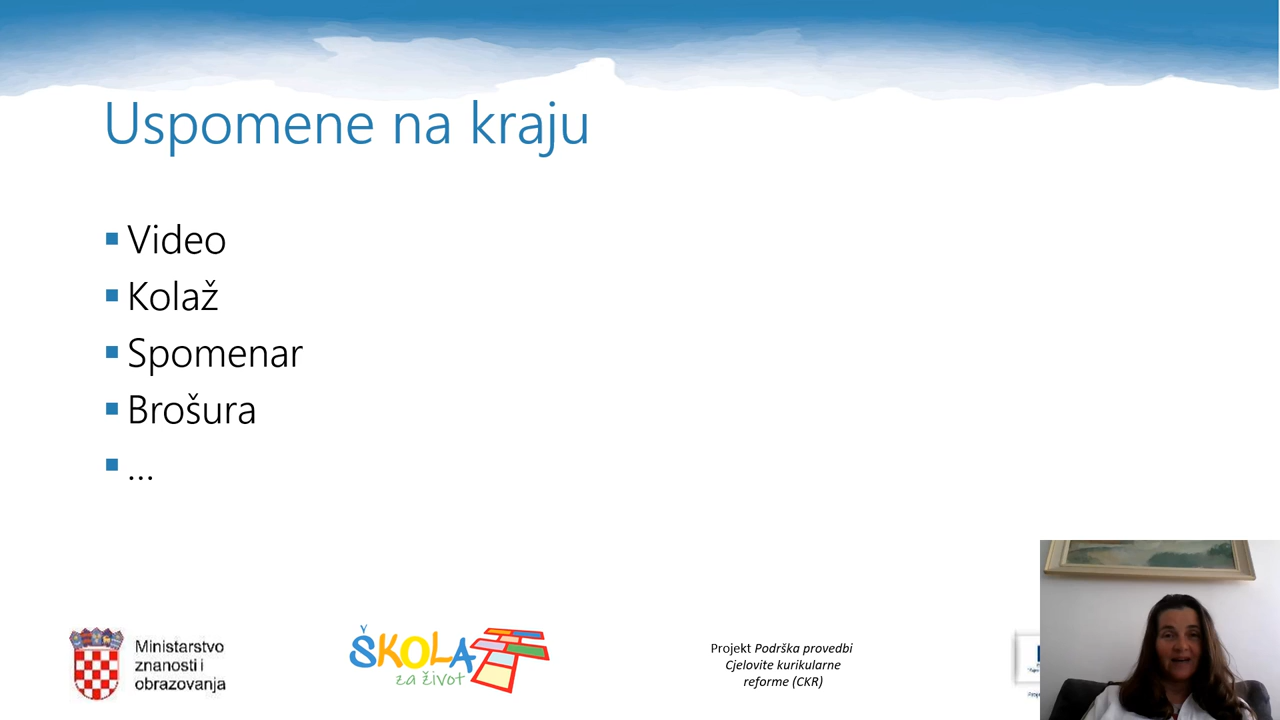 Uspomene na kraju
Video
Kolaž
Spomenar
Brošura
...
Ministarstvo
znanosti i
obrazovanja
ŠKOLA
za život
Projekt Podrška provedbi
Cjelovite kurikularne
reforme (CKR)